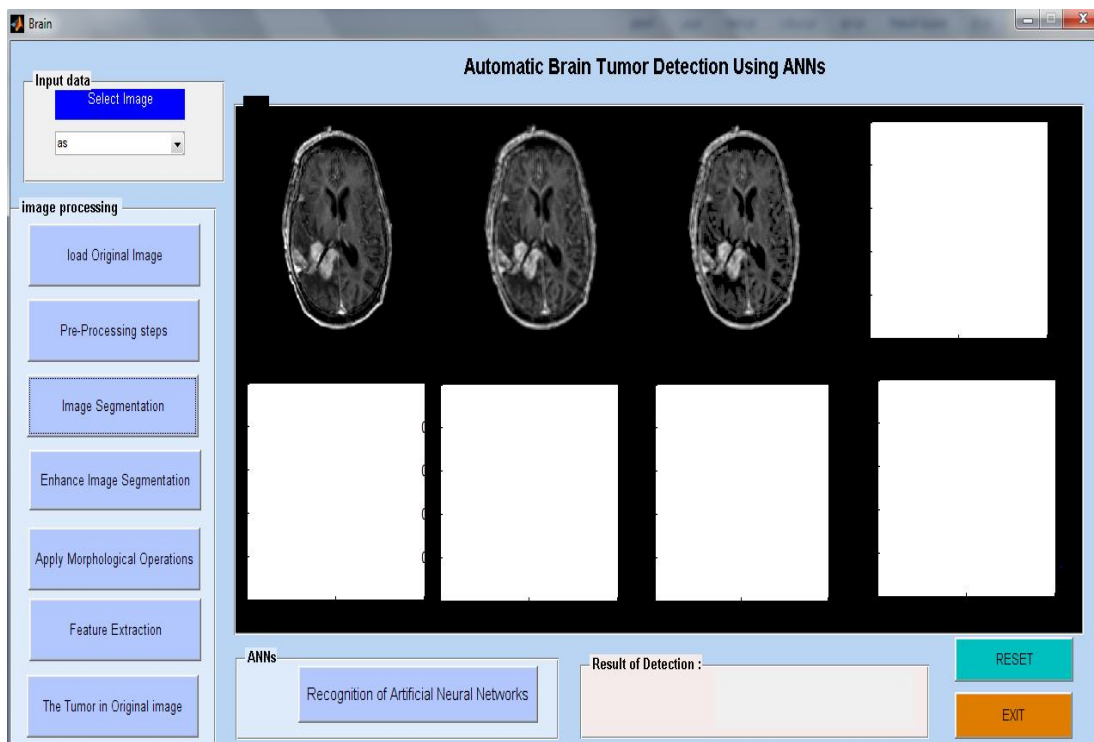 Brain
Automatic Brain Tumor Detection Using ANNs
Input data
Select Image
as
image processing
load Original Image
Pre-Processing steps
Image Segmentation
Enhance Image Segmentation
Apply Morphological Operations
Feature Extraction
The Tumor in Original image
ANNs
Recognition of Artificial Neural Networks
Result of Detection :
RESET
EXIT